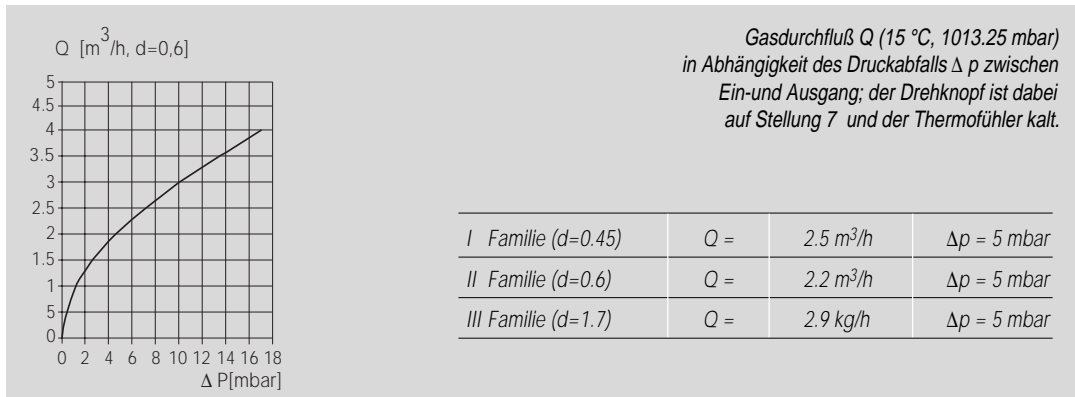 Q [m³/h, d=0,6]
5
4.5
4
3.5
3
2.5
2
1.5
1
5
0
0 2 4 6 8 10 12 14 16 18
Δ P[mbar]
Gasdurchfluß Q (15 °C, 1013.25 mbar)
in Abhängigkeit des Druckabfalls Δ p zwischen
Ein-und Ausgang; der Drehknopf ist dabei
auf Stellung 7 und der Thermofühler kalt.
I Familie (d=0.45) Q = 2.5 m³/h Δp = 5 mbar
II Familie (d=0.6) Q = 2.2 m³/h Δp = 5 mbar
III Familie (d=1.7) Q = 2.9 kg/h Δp = 5 mbar